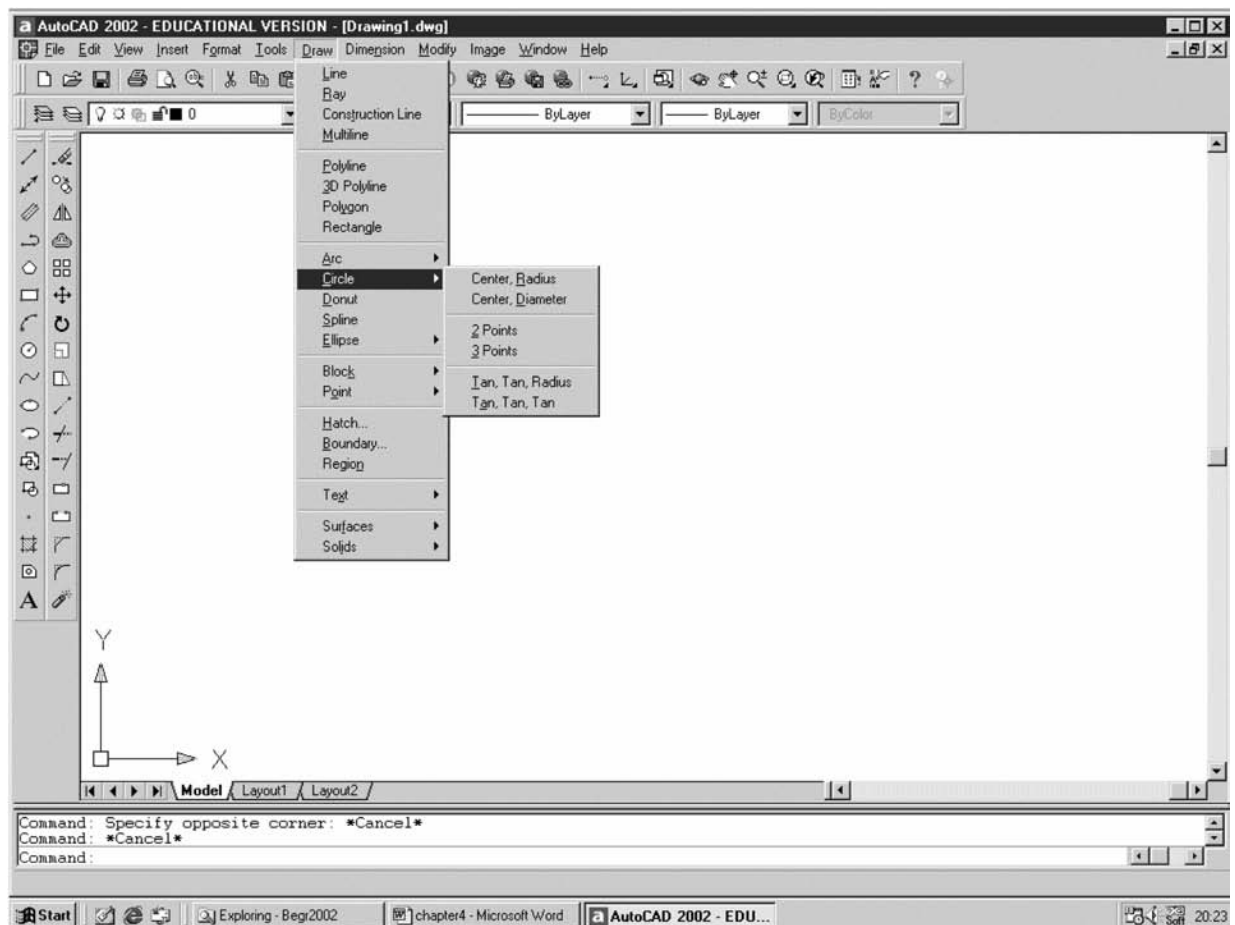 AutoCAD 2002 - EDUCATIONAL VERSION - [Drawing1.dwg]
File Edit View Insert Format Tools Draw Dimension Modify Image Window Help
0 ByLayer ByLayer ByColor
Line
Ray
Construction Line
Multiline
Polyline
3D Polyline
Polygon
Rectangle
Arc
Circle
Donut
Spline
Ellipse
Block
Point
Hatch...
Boundary...
Region
Text
Surfaces
Solids
Center, Radius
Center, Diameter
2 Points
3 Points
Tan, Tan, Radius
Tan, Tan, Tan
A
Y
X
Model Layout1 Layout2
Command: Specify opposite corner: *Cancel*
Command: *Cancel*
Command:
Start Exploring - Begr2002 chapter4 - Microsoft Word AutoCAD 2002 - EDU... 20:23